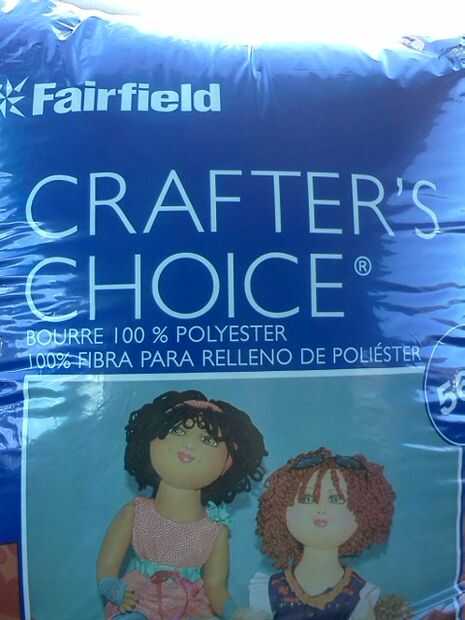 Fairfield
CRAFTER'S
CHOICE®
BOURRE 100 % POLYESTER
100% FIBRA PARA RELLENO DE POLIÉSTER